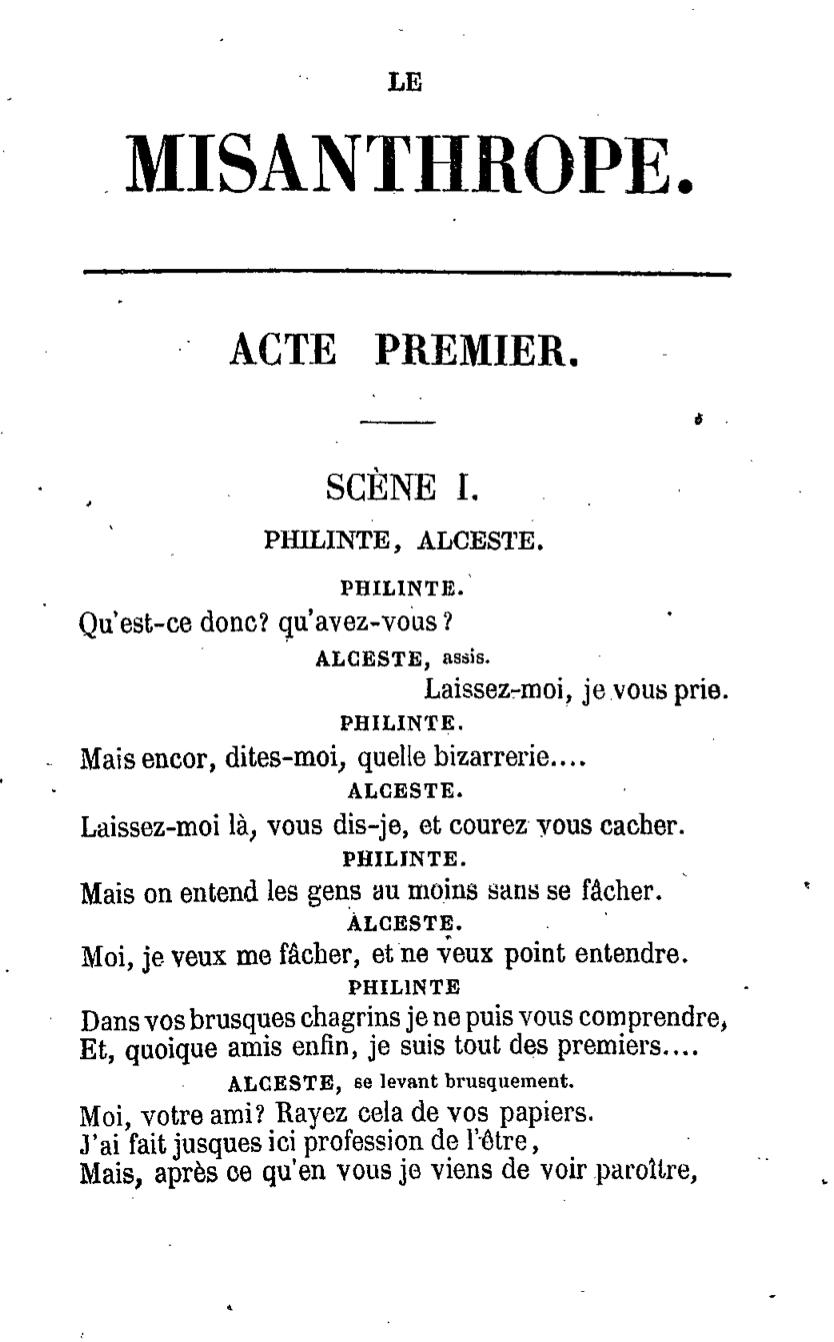 LE
MISANTHROPE.
ACTE PREMIER.
SCÈNE I.
PHILINTE, ALCESTE.
PHILINTE.
Qu'est-ce donc? qu'avez-vous?
ALCESTE, assis.
Laissez-moi, je vous prie.
PHILINTE.
Mais encor, dites-moi, quelle bizarrerie....
ALCESTE.
Laissez-moi là, vous dis-je, et courez vous cacher.
PHILINTE.
Mais on entend les gens au moins sans se fâcher.
ALCESTE.
Moi, je veux me fâcher, et ne veux point entendre.
PHILINTE
Dans vos brusques chagrins je ne puis vous comprendre,
Et, quoique amis enfin, je suis tout des premiers....
ALCESTE, se levant brusquement.
Moi, votre ami? Rayez cela de vos papiers.
J'ai fait jusques ici profession de l'être,
Mais, après ce qu'en vous je viens de voir paroître,